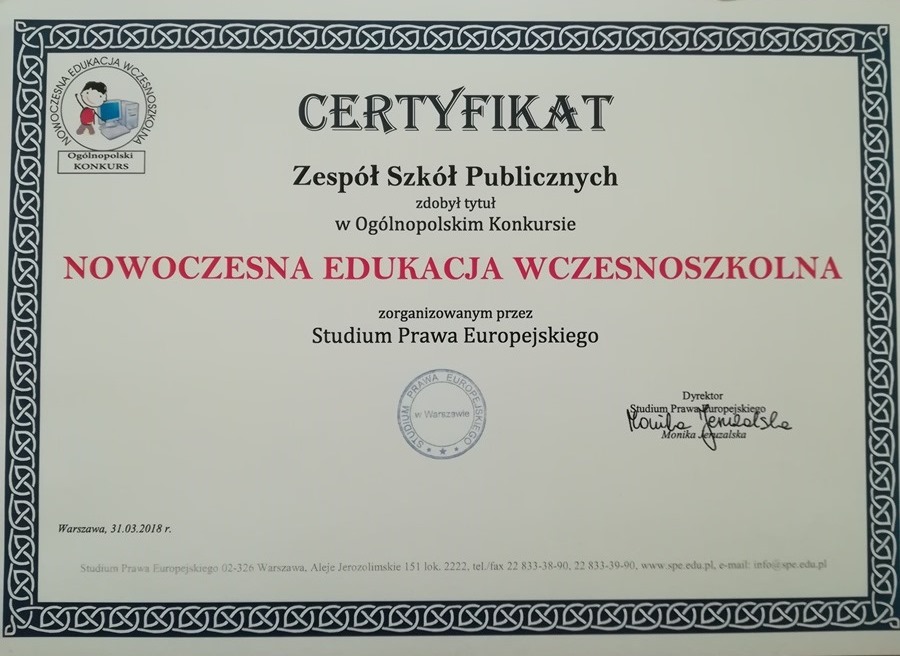 NOWOCZESNA EDUKACJA WCZESNOSZKOLNA
Ogólnopolski
KONKURS
CERTYFIKAT
Zespół Szkół Publicznych
zdobył tytuł
w Ogólnopolskim Konkursie
NOWOCZESNA EDUKACJA WCZESNOSZKOLNA
zorganizowanym przez
Studium Prawa Europejskiego
STUDIUM PRAWA EUROPEJSKIEGO
w Warszawie
Dyrektor
Studium Prawa Europejskiego
Monika Jeruzalska
Monika Jeruzalska
Warszawa, 31.03.2018 r.
Studium Prawa Europejskiego 02-326 Warszawa, Aleje Jerozolimskie 151 lok. 2222, tel./fax 22 833-38-90, 22 833-39-90, www.spe.edu.pl, e-mail: info@spe.edu.pl